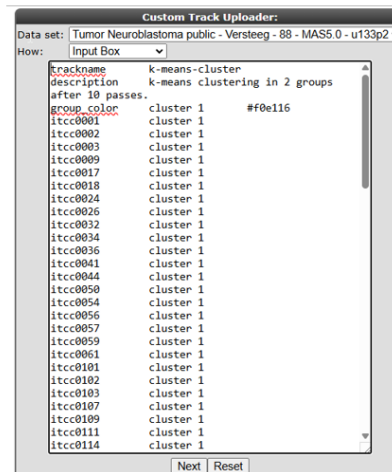 Custom Track Uploader:
Data set: Tumor Neuroblastoma public - Versteeg - 88 - MAS5.0 - u133p2
How: Input Box
trackname k-means-cluster
description k-means clustering in 2 groups
after 10 passes.
group_color cluster 1 #f0e116
itcc0001 cluster 1
itcc0002 cluster 1
itcc0003 cluster 1
itcc0009 cluster 1
itcc0017 cluster 1
itcc0018 cluster 1
itcc0024 cluster 1
itcc0026 cluster 1
itcc0032 cluster 1
itcc0034 cluster 1
itcc0036 cluster 1
itcc0041 cluster 1
itcc0044 cluster 1
itcc0050 cluster 1
itcc0054 cluster 1
itcc0056 cluster 1
itcc0057 cluster 1
itcc0059 cluster 1
itcc0061 cluster 1
itcc0101 cluster 1
itcc0102 cluster 1
itcc0103 cluster 1
itcc0107 cluster 1
itcc0109 cluster 1
itcc0111 cluster 1
itcc0114 cluster 1
Next Reset